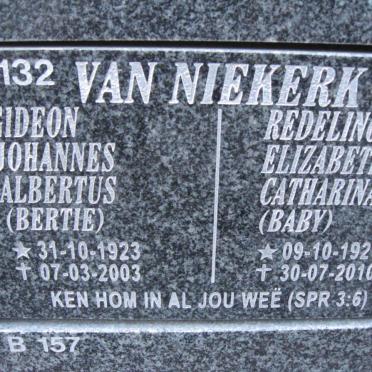 132 VAN NIEKERK
GIDEON
JOHANNES
ALBERTUS
(BERTIE)
★ 31-10-1923
✝ 07-03-2003
ELIZABET
CATHARINA
(BABY)
★ 09-10-192
✝ 30-07-2010
KEN HOM IN AL JOU WEË (SPR 3:6)
B 157